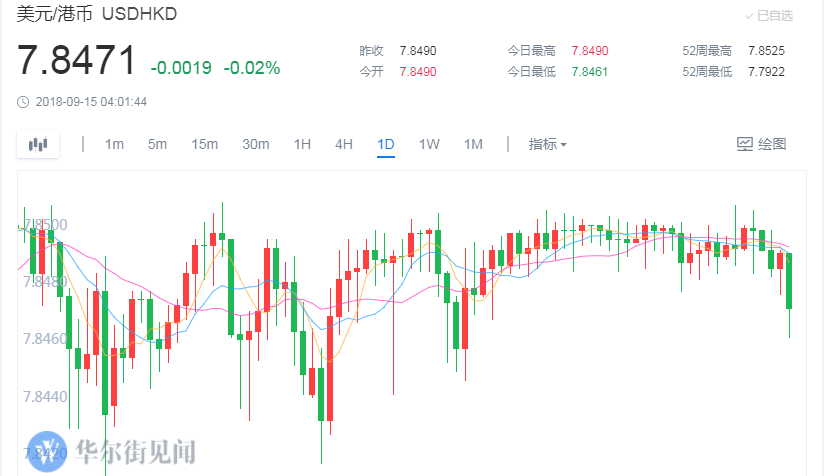 美元/港币 USDHKD
已自选
7.8471 -0.0019 -0.02%
昨收 7.8490 今日最高 7.8490 52周最高 7.8525
今开 7.8490 今日最低 7.8461 52周最低 7.7922
2018-09-15 04:01:44
1m 5m 15m 30m 1H 4H 1D 1W 1M 指标 绘图
7.8500
7.8480
7.8460
7.8440
7.8420
华尔街见闻